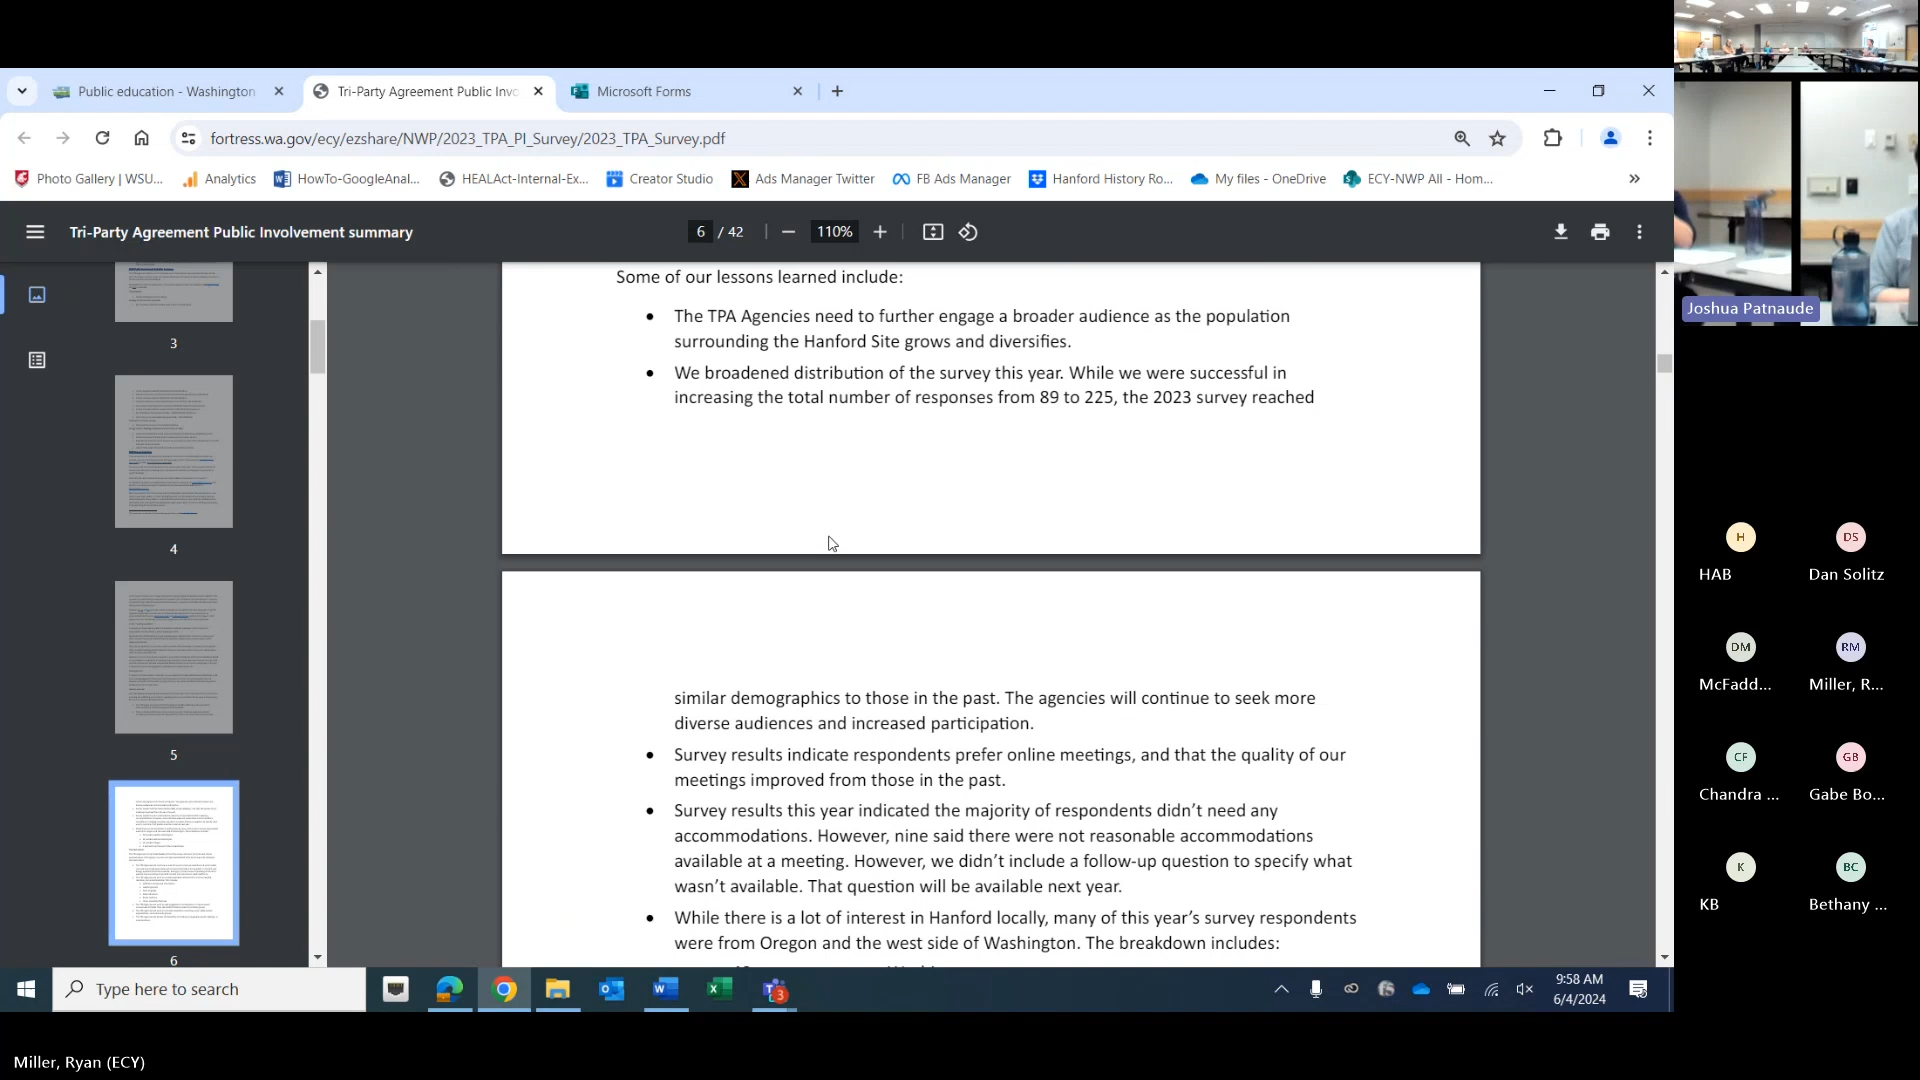 Public education - Washington
Tri-Party Agreement Public Invo
Microsoft Forms
fortress.wa.gov/ecy/ezshare/NWP/2023_TPA_PI_Survey/2023_TPA_Survey.pdf
Photo Gallery | WSU...
Analytics
HowTo-GoogleAnal...
HEALAct-Internal-Ex...
Creator Studio
Ads Manager Twitter
FB Ads Manager
Hanford History Ro...
My files - OneDrive
ECY-NWP All - Hom...
Tri-Party Agreement Public Involvement summary
6 / 42
110%
3
4
5
6
Some of our lessons learned include:
• The TPA Agencies need to further engage a broader audience as the population
surrounding the Hanford Site grows and diversifies.
• We broadened distribution of the survey this year. While we were successful in
increasing the total number of responses from 89 to 225, the 2023 survey reached
similar demographics to those in the past. The agencies will continue to seek more
diverse audiences and increased participation.
• Survey results indicate respondents prefer online meetings, and that the quality of our
meetings improved from those in the past.
• Survey results this year indicated the majority of respondents didn't need any
accommodations. However, nine said there were not reasonable accommodations
available at a meeting. However, we didn't include a follow-up question to specify what
wasn't available. That question will be available next year.
• While there is a lot of interest in Hanford locally, many of this year's survey respondents
were from Oregon and the west side of Washington. The breakdown includes:
Type here to search
3
9:58 AM
6/4/2024
Joshua Patnaude
H
HAB
DS
Dan Solitz
DM
McFadd...
RM
Miller, R...
CF
Chandra ...
GB
Gabe Bo...
K
KB
BC
Bethany ...
Miller, Ryan (ECY)